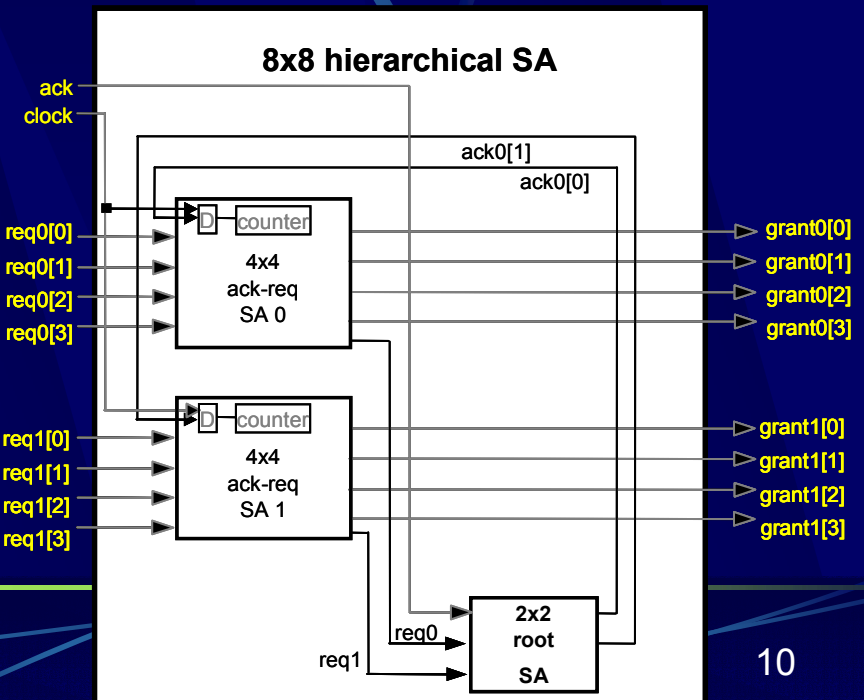 8x8 hierarchical SA
ack
clock
ack0[1]
ack0[0]
D counter
req0[0]
req0[1]
req0[2]
req0[3]
4x4
ack-req
SA 0
grant0[0]
grant0[1]
grant0[2]
grant0[3]
D counter
req1[0]
req1[1]
req1[2]
req1[3]
4x4
ack-req
SA 1
grant1[0]
grant1[1]
grant1[2]
grant1[3]
req0
req1
2x2
root
SA
10